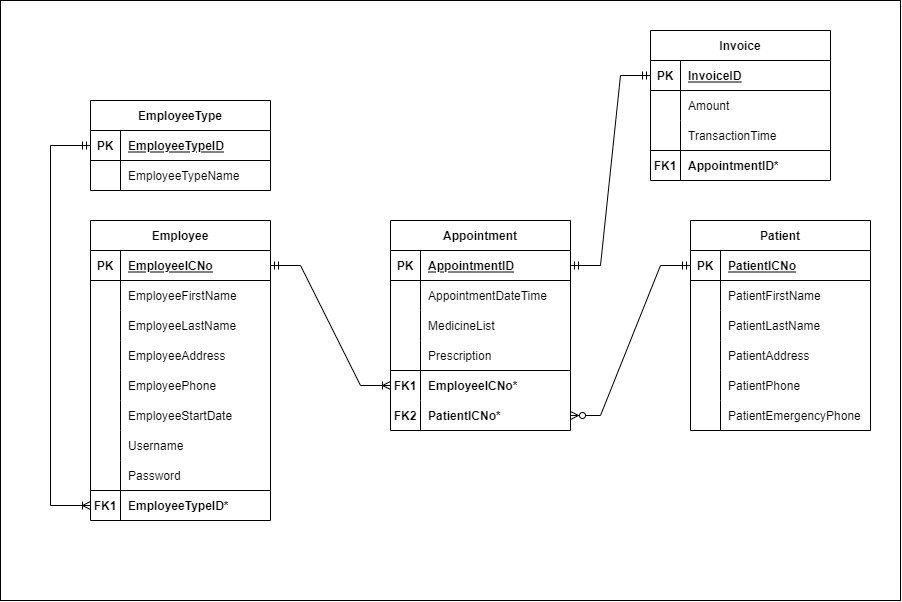 Invoice
PK InvoiceID
Amount
TransactionTime
FK1 AppointmentID*
EmployeeType
PK EmployeeTypeID
EmployeeTypeName
Employee
PK EmployeeICNo
EmployeeFirstName
EmployeeLastName
EmployeeAddress
EmployeePhone
EmployeeStartDate
Username
Password
FK1 EmployeeTypeID*
Appointment
PK AppointmentID
AppointmentDateTime
MedicineList
Prescription
FK1 EmployeeICNo*
FK2 PatientICNo*
Patient
PK PatientICNo
PatientFirstName
PatientLastName
PatientAddress
PatientPhone
PatientEmergencyPhone